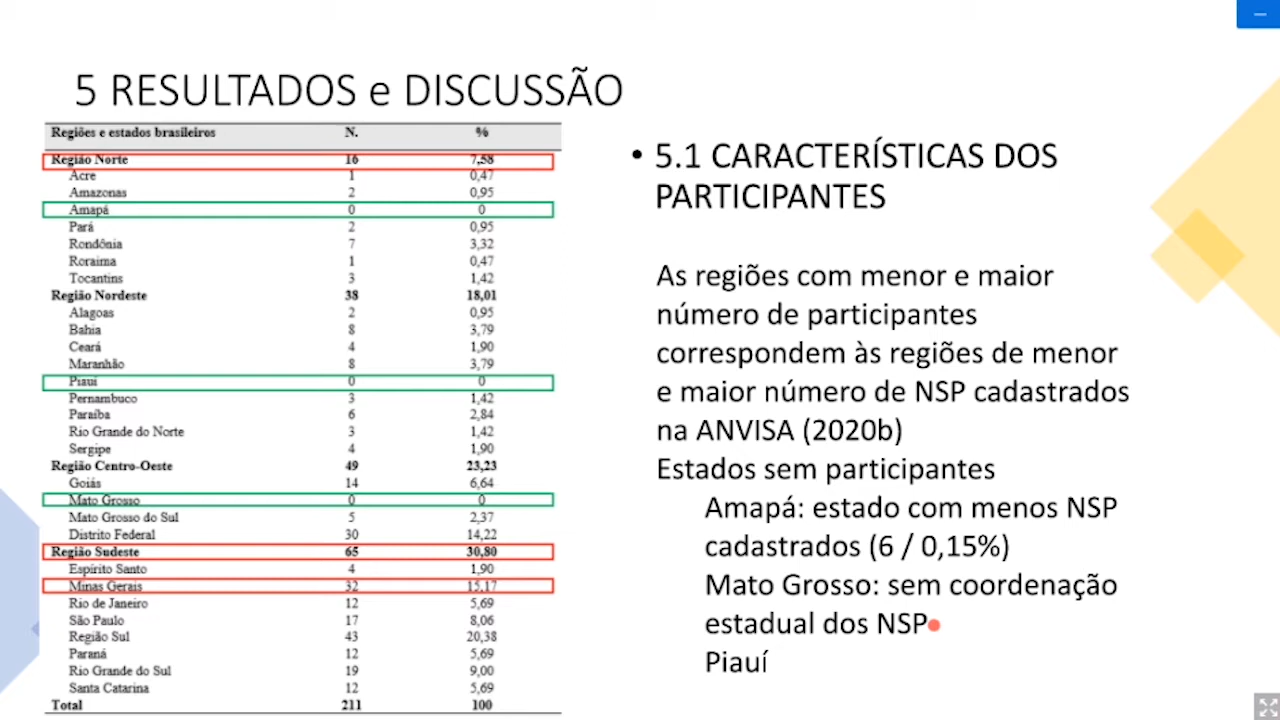 5 RESULTADOS e DISCUSSÃO
Regiões e estados brasileiros N. %
Região Norte 16 7,58
Acre 1 0,47
Amazonas 2 0,95
Amapá 0 0
Pará 2 0,95
Rondônia 7 3,32
Roraima 1 0,47
Tocantins 3 1,42
Região Nordeste 38 18,01
Alagoas 2 0,95
Bahia 8 3,79
Ceará 4 1,90
Maranhão 8 3,79
Piauí 0 0
Pernambuco 3 1,42
Paraíba 6 2,84
Rio Grande do Norte 3 1,42
Sergipe 4 1,90
Região Centro-Oeste 49 23,23
Goiás 14 6,64
Mato Grosso 0 0
Mato Grosso do Sul 5 2,37
Distrito Federal 30 14,22
Região Sudeste 65 30,80
Espírito Santo 4 1,90
Minas Gerais 32 15,17
Rio de Janeiro 12 5,69
São Paulo 17 8,06
Região Sul 43 20,38
Paraná 12 5,69
Rio Grande do Sul 19 9,00
Santa Catarina 12 5,69
Total 211 100
• 5.1 CARACTERÍSTICAS DOS
PARTICIPANTES
As regiões com menor e maior
número de participantes
correspondem às regiões de menor
e maior número de NSP cadastrados
na ANVISA (2020b)
Estados sem participantes
Amapá: estado com menos NSP
cadastrados (6 / 0,15%)
Mato Grosso: sem coordenação
estadual dos NSP
Piauí